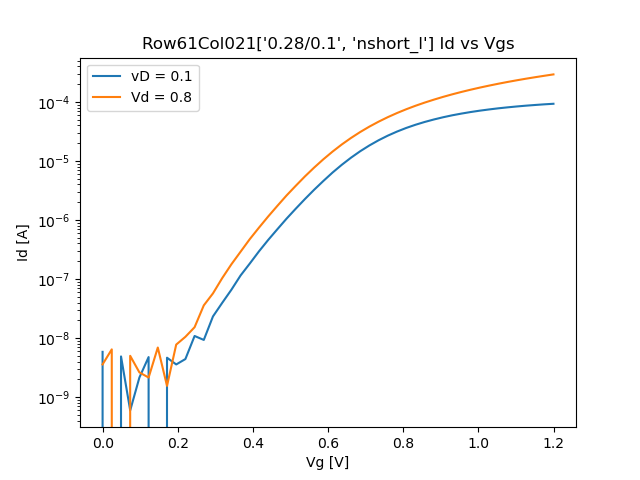 Row61Col021['0.28/0.1', 'nshort_l'] Id vs Vgs
vD = 0.1
Vd = 0.8
Id [A]
10⁻⁴
10⁻⁵
10⁻⁶
10⁻⁷
10⁻⁸
10⁻⁹
0.0 0.2 0.4 0.6 0.8 1.0 1.2
Vg [V]